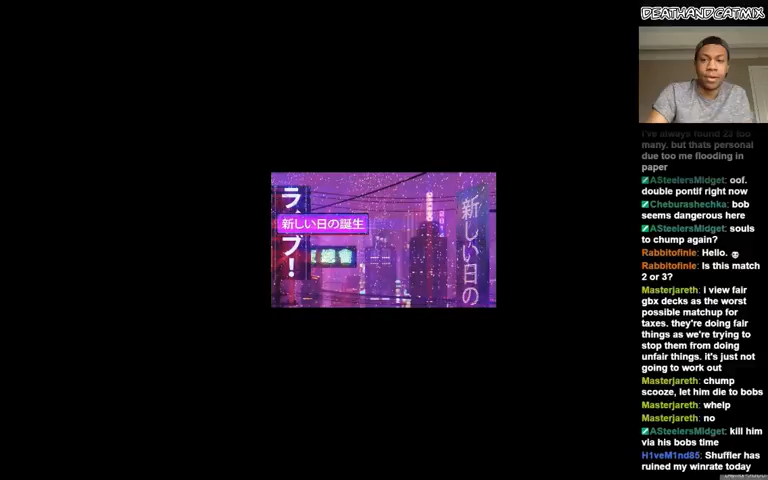 DEATHANDCATMIX
I've always found 23 too
many. but thats personal
due too me flooding in
paper
ASteelersMidget: oof.
double pontif right now
Cheburashechka: bob
seems dangerous here
ASteelersMidget: souls
to chump again?
Rabbitofinle: Hello.
Rabbitofinle: Is this match
2 or 3?
Masterjareth: i view fair
gbx decks as the worst
possible matchup for
taxes. they're doing fair
things as we're trying to
stop them from doing
unfair things. it's just not
going to work out
Masterjareth: chump
scooze, let him die to bobs
Masterjareth: whelp
Masterjareth: no
ASteelersMidget: kill him
via his bobs time
H1veM1nd85: Shuffler has
ruined my winrate today
新しい日の誕生
新しい日の